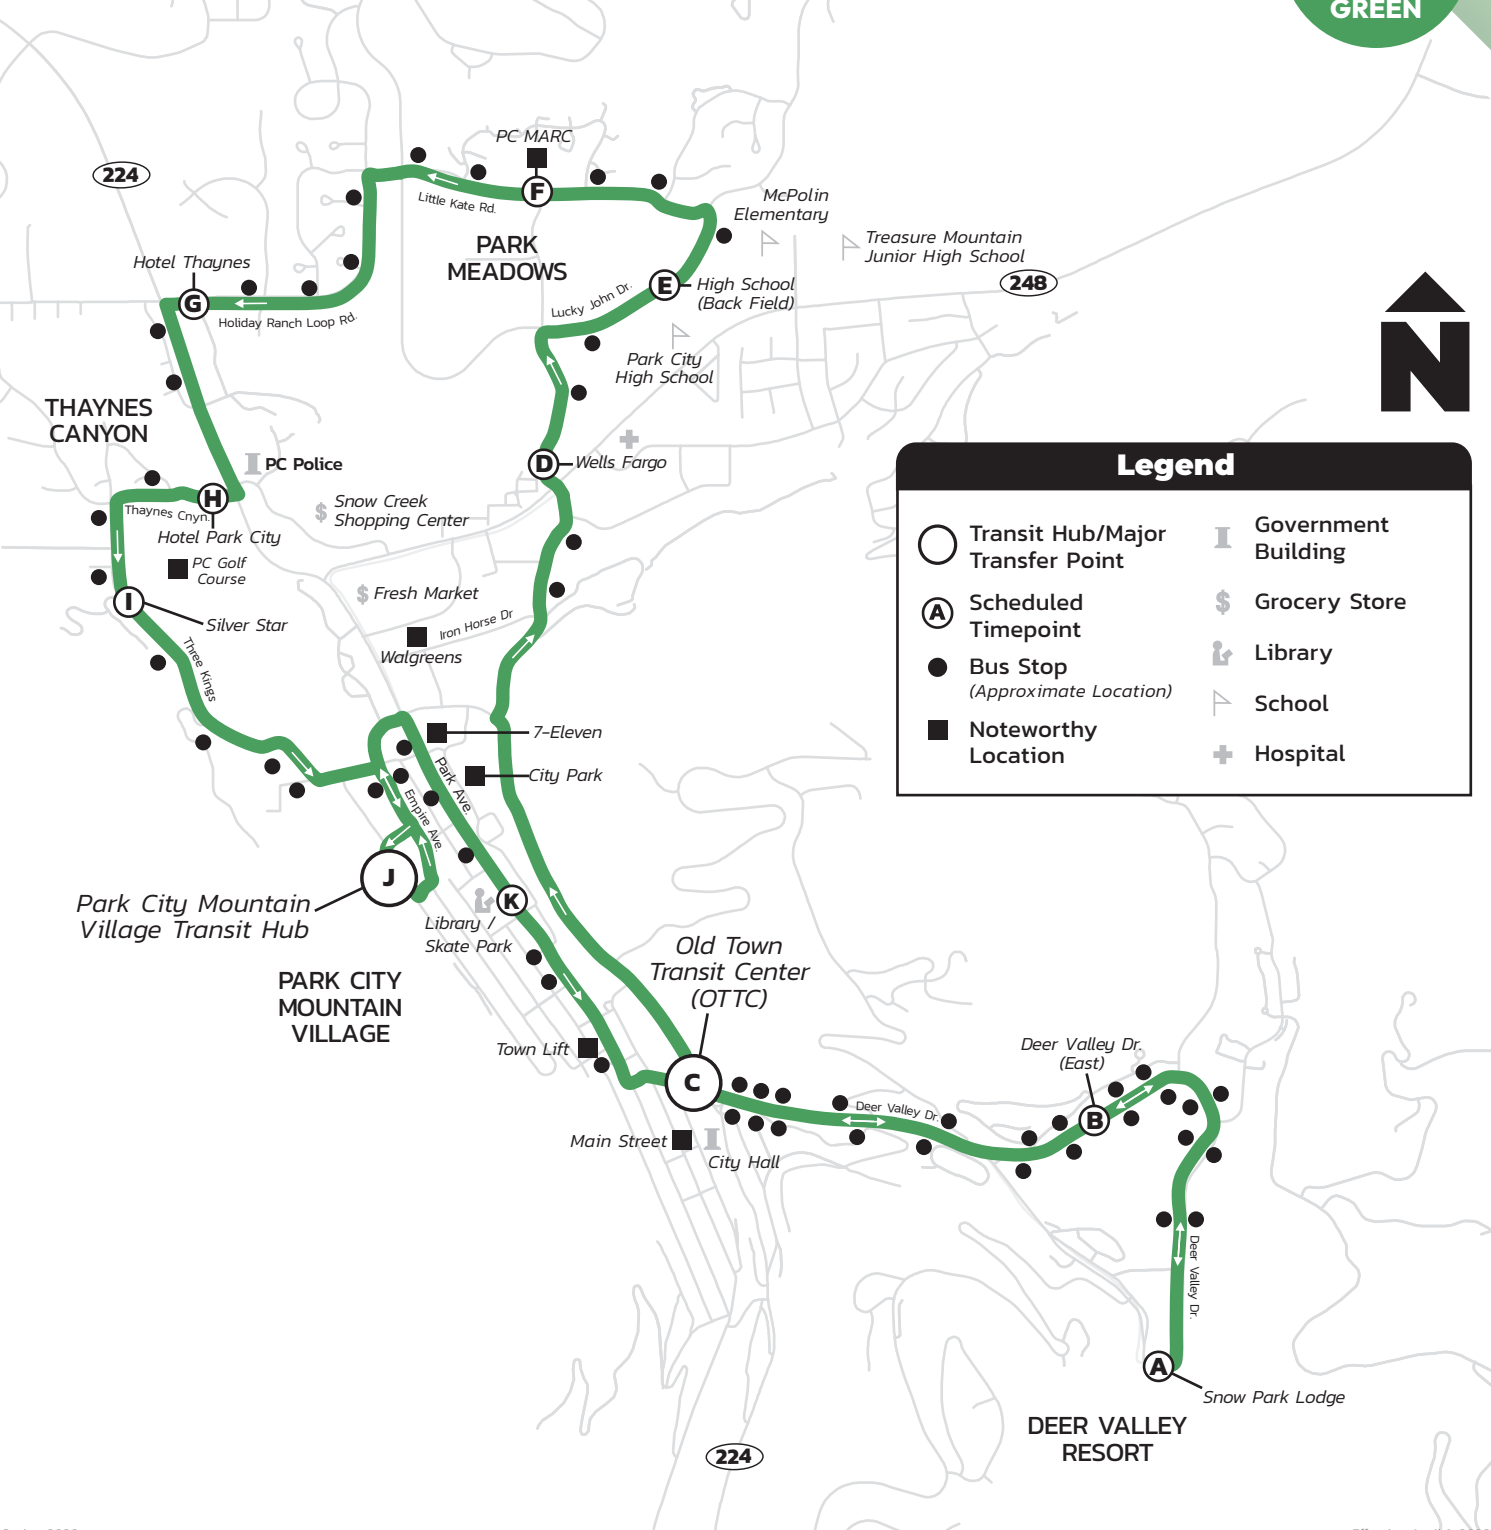 GREEN
224
PC MARC
F
Little Kate Rd.
McPolin
Elementary
Treasure Mountain
Junior High School
PARK
MEADOWS
Hotel Thaynes
G
Holiday Ranch Loop Rd.
E
High School
(Back Field)
248
Lucky John Dr.
Park City
High School
N
THAYNES
CANYON
PC Police
D
Wells Fargo
H
Thaynes Cnyn.
Hotel Park City
Snow Creek
Shopping Center
PC Golf
Course
$
$
Fresh Market
I
Silver Star
Iron Horse Dr
Walgreens
Three Kings
7-Eleven
City Park
Park Ave.
Empire Ave.
J
Park City Mountain
Village Transit Hub
K
Library /
Skate Park
PARK CITY
MOUNTAIN
VILLAGE
Old Town
Transit Center
(OTTC)
Town Lift
C
Main Street
City Hall
Deer Valley Dr.
Deer Valley Dr.
(East)
B
Deer Valley Dr.
A
Snow Park Lodge
DEER VALLEY
RESORT
224
Legend
Transit Hub/Major
Transfer Point
A
Scheduled
Timepoint
Bus Stop
(Approximate Location)
Noteworthy
Location
Government
Building
$
Grocery Store
Library
School
Hospital